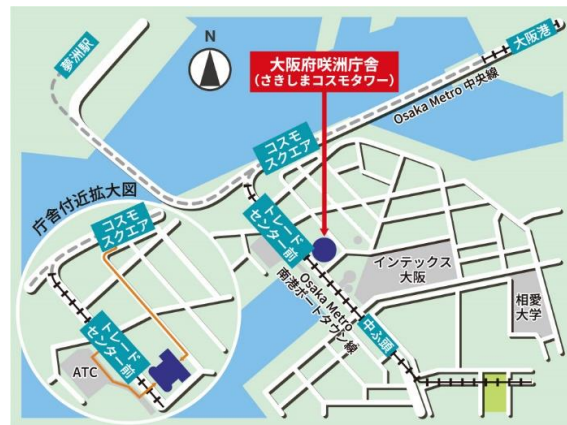 夢洲駅
N
大阪府咲洲庁舎
（さきしまコスモタワー）
大阪港
Osaka Metro 中央線
コスモ
スクエア
庁舎付近拡大図
コスモ
スクエア
トレード
センター前
インテックス
大阪
Osaka Metro
南港ポートタウン線
相愛
大学
中ふ頭
トレード
センター前
ATC